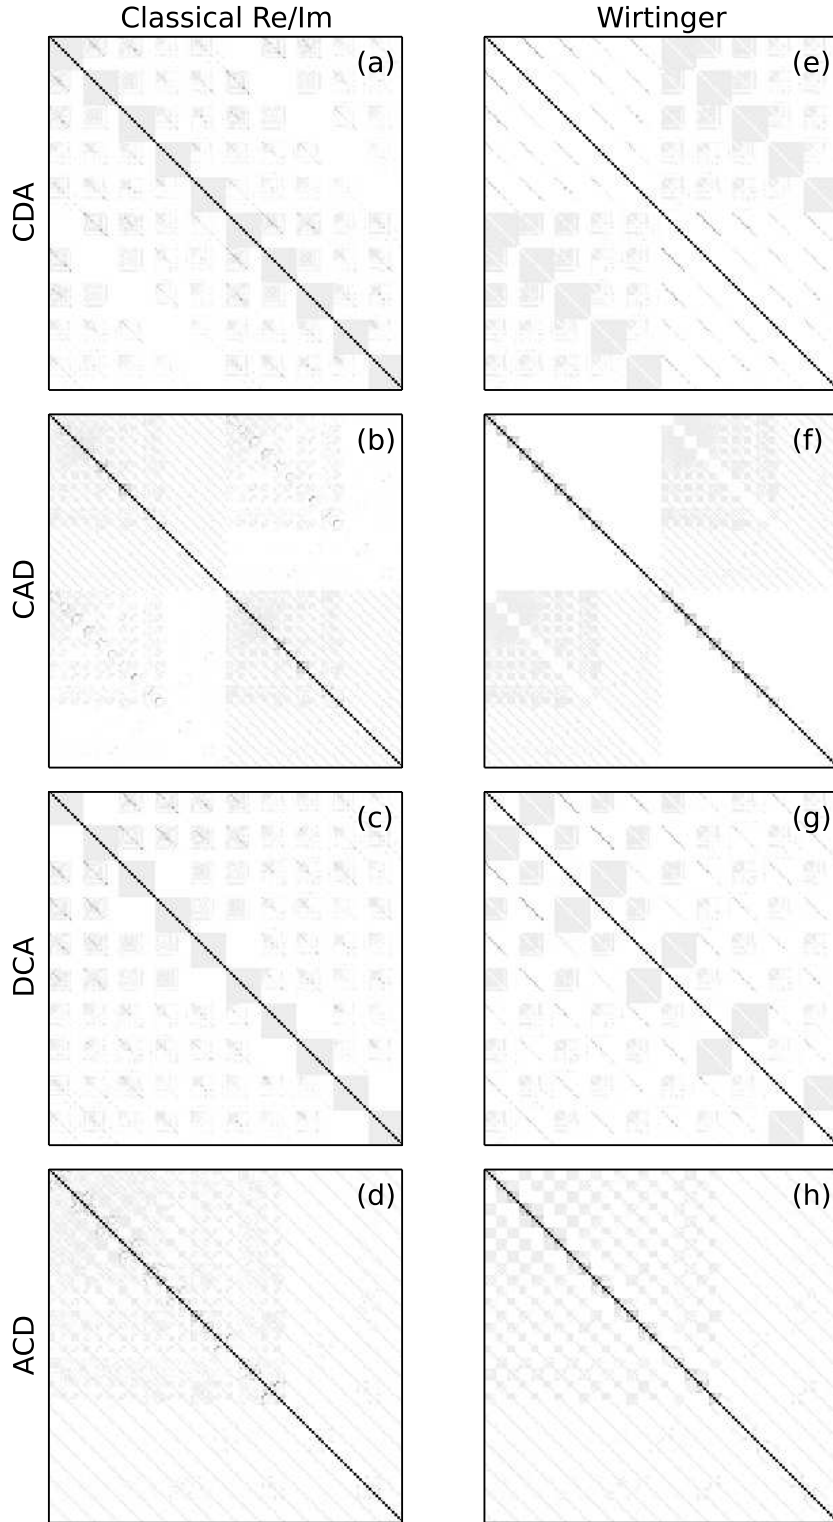 Classical Re/Im
Wirtinger
CDA
(a)
(e)
CAD
(b)
(f)
DCA
(c)
(g)
ACD
(d)
(h)